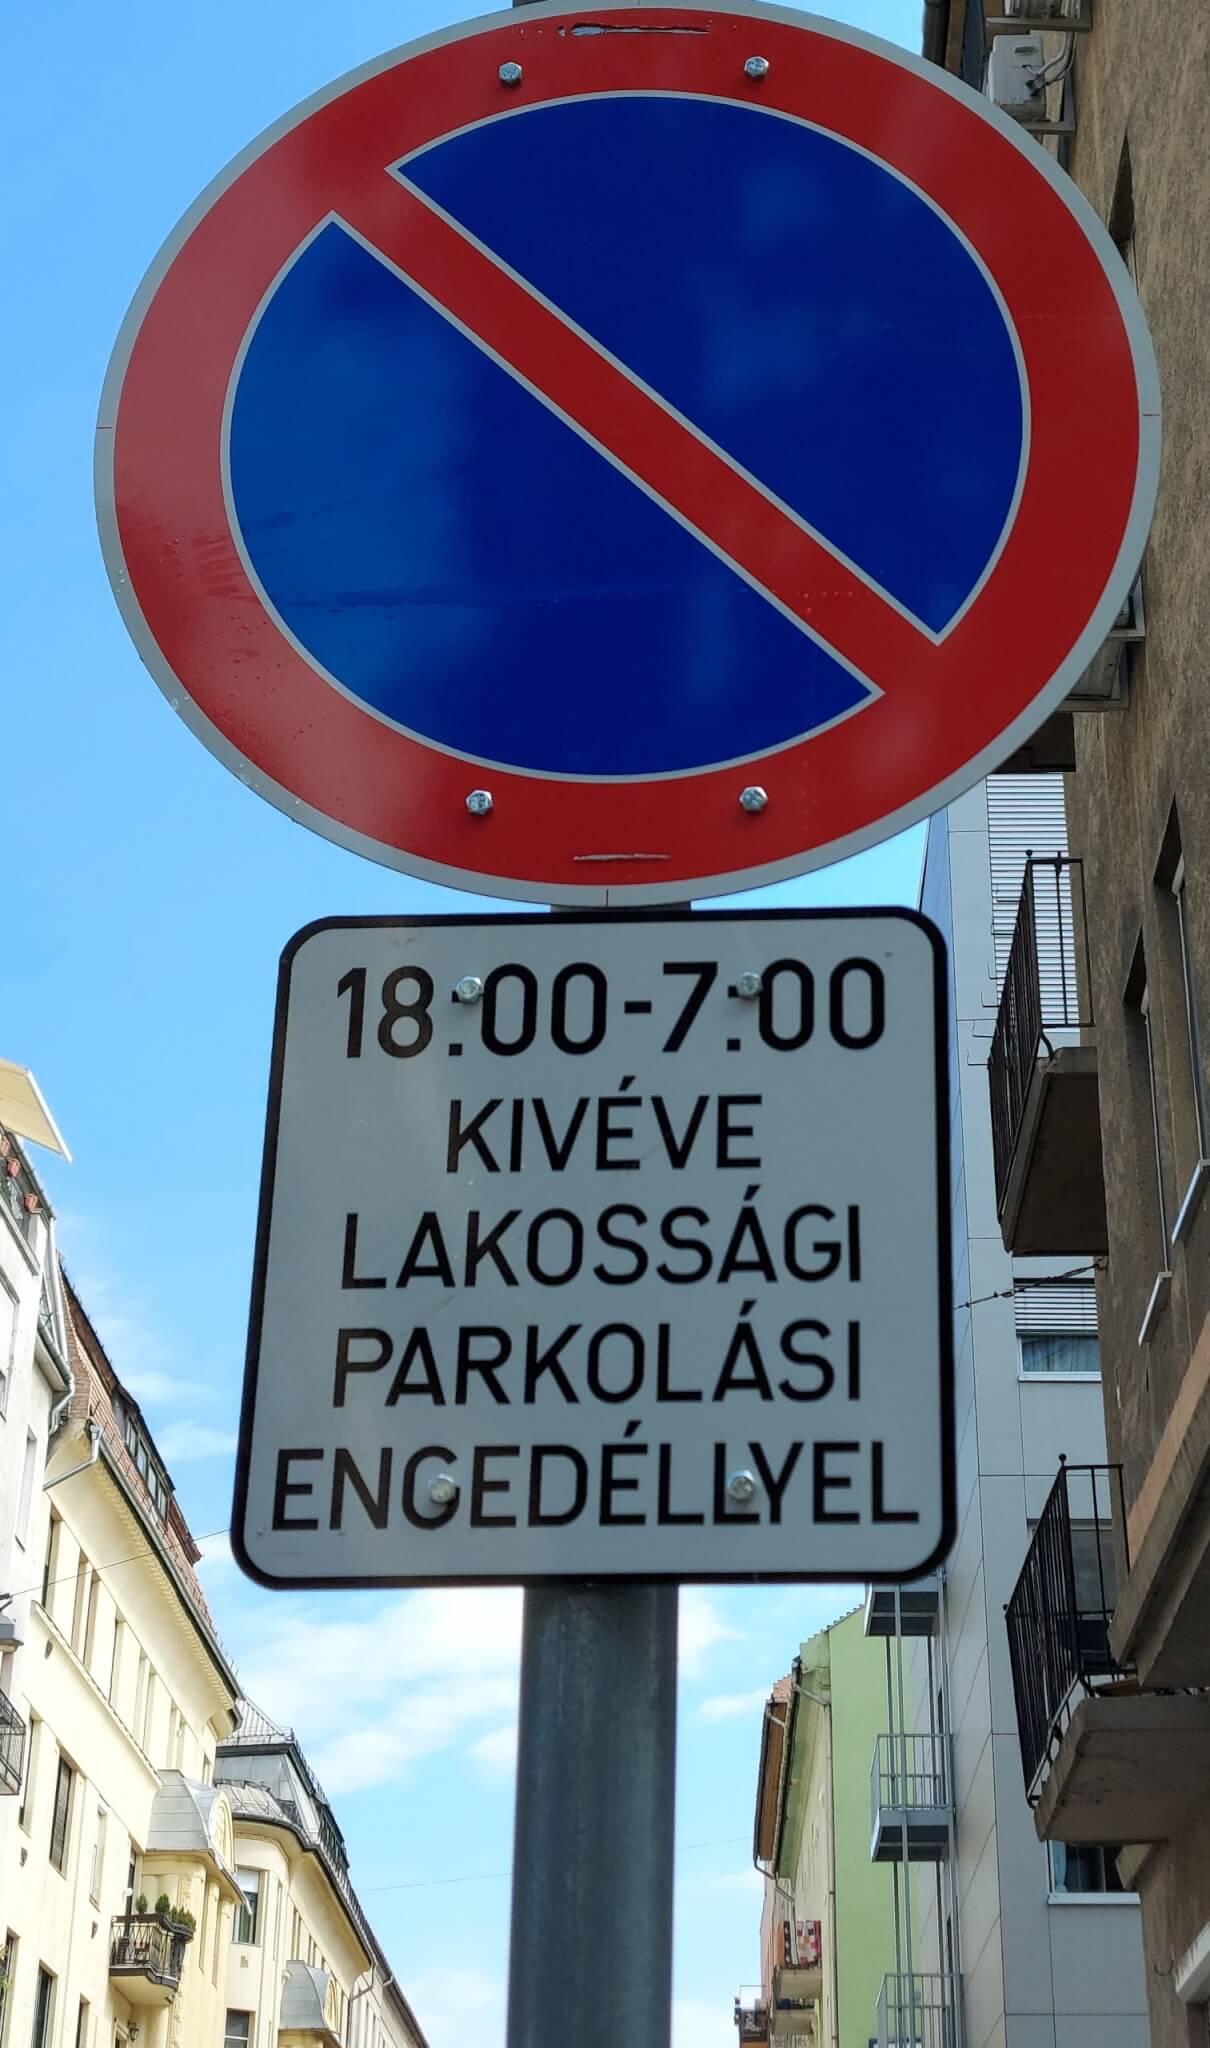 18:00-7:00
KIVÉVE
LAKOSSÁGI
PARKOLÁSI
ENGEDÉLLYEL